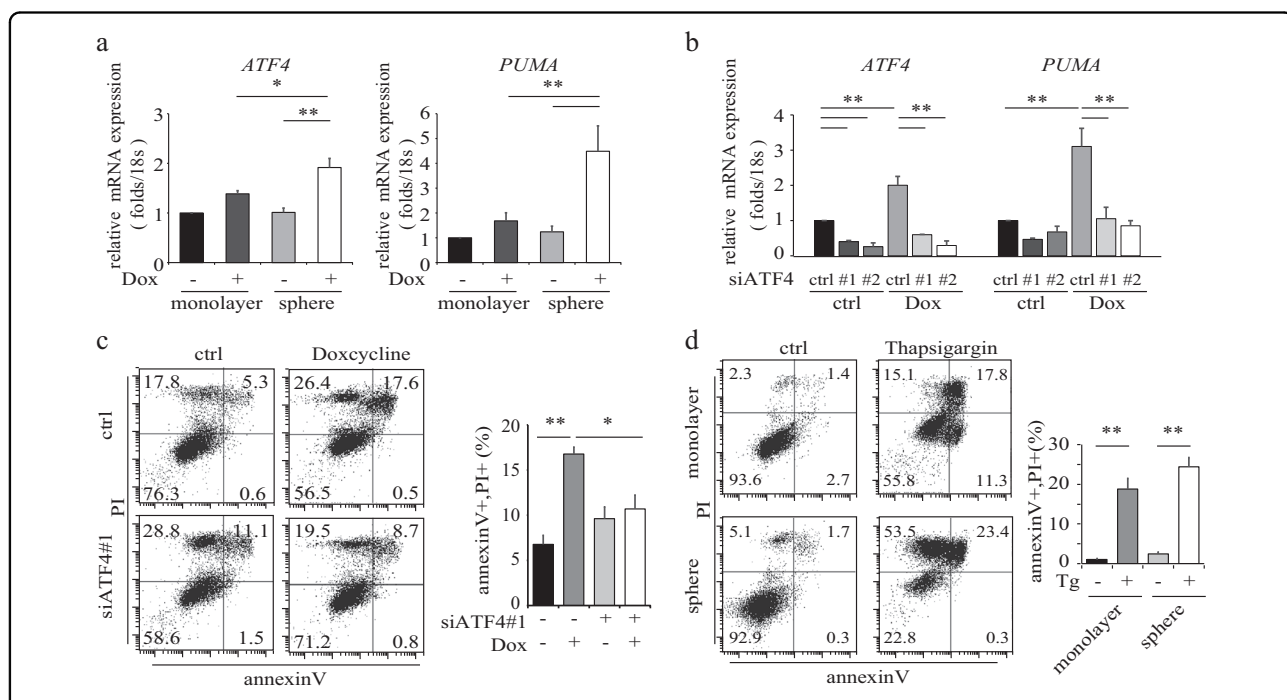 a
ATF4
PUMA
* **
** 
relative mRNA expression
( folds/18s )
3
2
1
0
relative mRNA expression
( folds/18s )
6
5
4
3
2
1
0
Dox - + - +
monolayer sphere
- + - +
monolayer sphere
b
ATF4
PUMA
** ** ** **
relative mRNA expression
( folds/18s )
4
3
2
1
0
siATF4 ctrl #1 #2 ctrl #1 #2 ctrl #1 #2 ctrl #1 #2
ctrl Dox ctrl Dox
c
ctrl Doxcycline
ctrl
17.8 5.3 26.4 17.6
76.3 0.6 56.5 0.5
PI
siATF4#1
28.8 11.1 19.5 8.7
58.6 1.5 71.2 0.8
annexinV
annexinV+,PI+ (%)
** *
20
15
10
5
0
siATF4#1 - - + +
Dox - + - +
d
ctrl Thapsigargin
monolayer
2.3 1.4 15.1 17.8
93.6 2.7 55.8 11.3
PI
sphere
5.1 1.7 53.5 23.4
92.9 0.3 22.8 0.3
annexinV
annexinV+,PI+(%)
** **
30
20
10
0
Tg - + - +
monolayer sphere